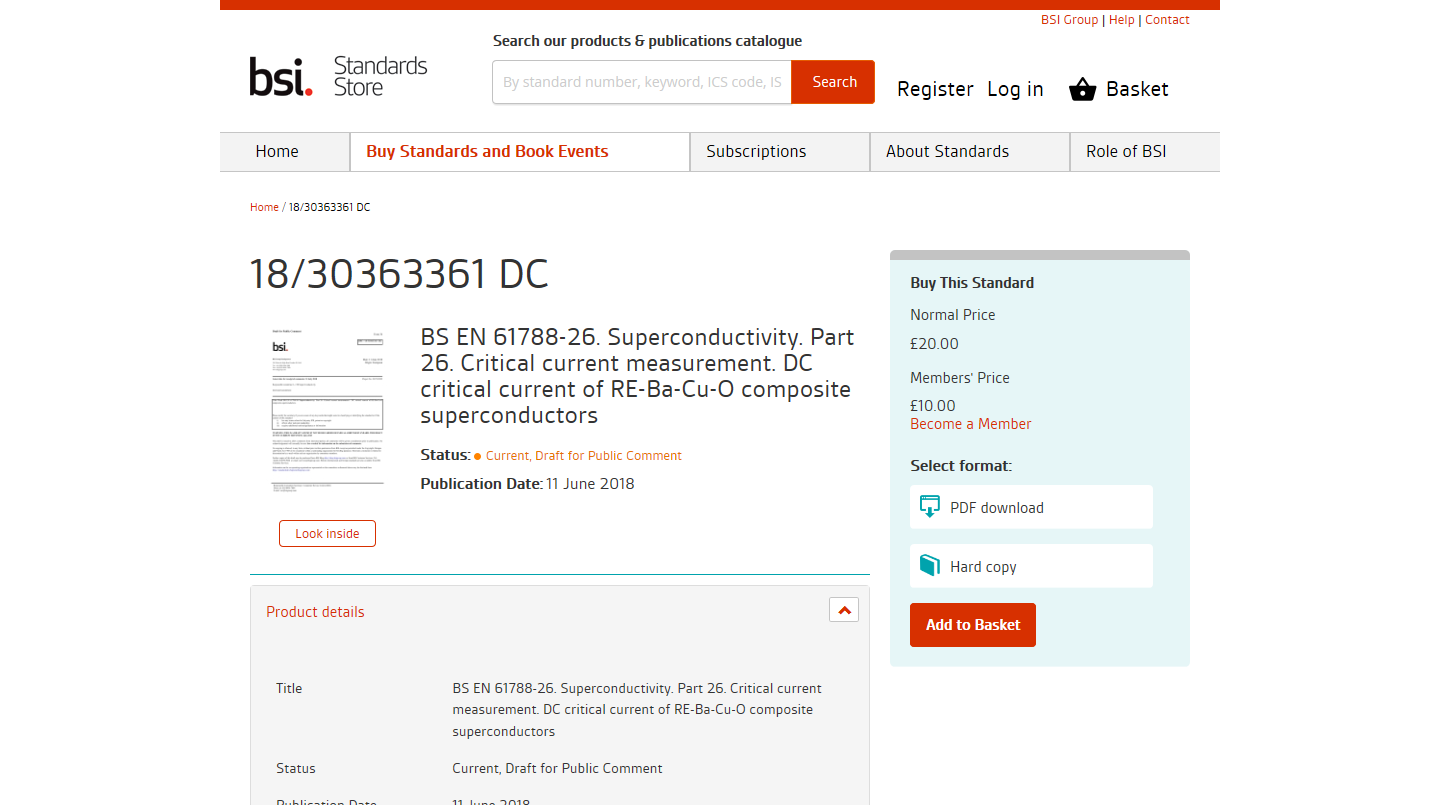 BSI Group | Help | Contact
Search our products & publications catalogue
bsi. Standards Store
By standard number, keyword, ICS code, IS
Search
Register Log in Basket
Home
Buy Standards and Book Events
Subscriptions
About Standards
Role of BSI
Home / 18/30363361 DC
18/30363361 DC
bsi.
Look inside
BS EN 61788-26. Superconductivity. Part
26. Critical current measurement. DC
critical current of RE-Ba-Cu-O composite
superconductors
Status: Current, Draft for Public Comment
Publication Date: 11 June 2018
Buy This Standard
Normal Price
£20.00
Members' Price
£10.00
Become a Member
Select format:
PDF download
Hard copy
Add to Basket
Product details
Title
BS EN 61788-26. Superconductivity. Part 26. Critical current
measurement. DC critical current of RE-Ba-Cu-O composite
superconductors
Status
Current, Draft for Public Comment
Publication Date
11 June 2018